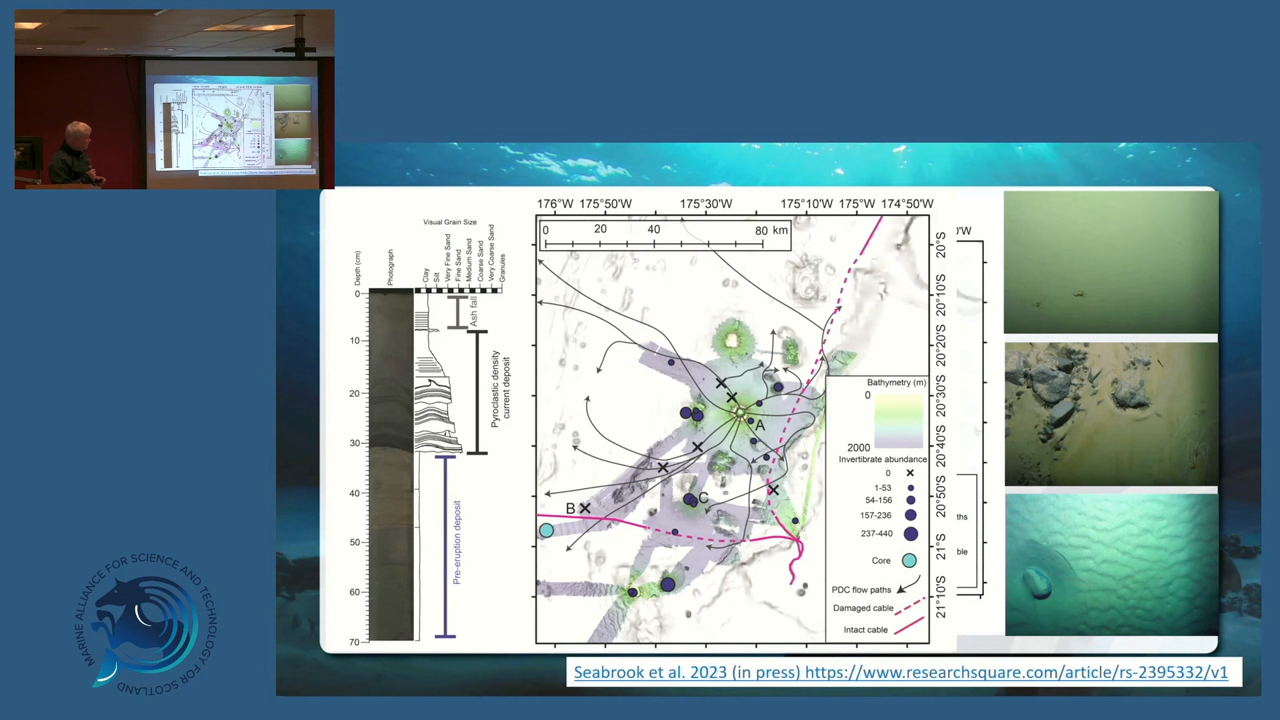 Visual Grain Size
Depth (cm)
Photograph
Clay
Silt
Very Fine Sand
Fine Sand
Medium Sand
Coarse Sand
Very Coarse Sand
Granules
0
10
20
30
40
50
60
70
Ash fall
Pyroclastic density
current deposit
Pre-eruption deposit
176°W 175°50'W 175°30'W 175°10'W 175°W 174°50'W
0 20 40 80 km
20°S
20°10'S
20°20'S
20°30'S
20°40'S
20°50'S
21°S
21°10'S
A
B
C
Bathymetry (m)
0
2000
Invertibrate abundance
0
1-53
54-156
157-236
237-440
Core
PDC flow paths
Damaged cable
Intact cable
0'W
ths
ble
Seabrook et al. 2023 (in press) https://www.researchsquare.com/article/rs-2395332/v1
MARINE ALLIANCE FOR SCIENCE AND TECHNOLOGY FOR SCOTLAND